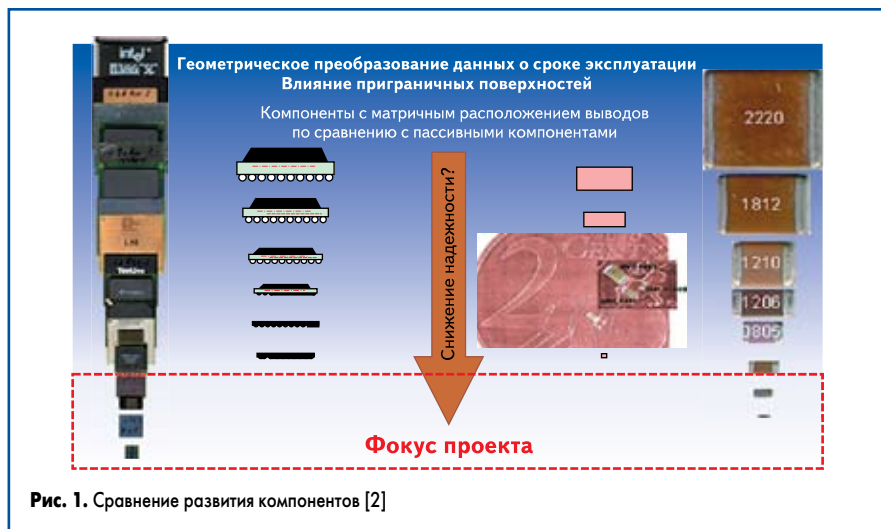 Геометрическое преобразование данных о сроке эксплуатации
Влияние приграничных поверхностей
Компоненты с матричным расположением выводов
по сравнению с пассивными компонентами
Снижение надежности?
intel
2220
1812
1210
1206
0805
Фокус проекта
Рис. 1. Сравнение развития компонентов [2]